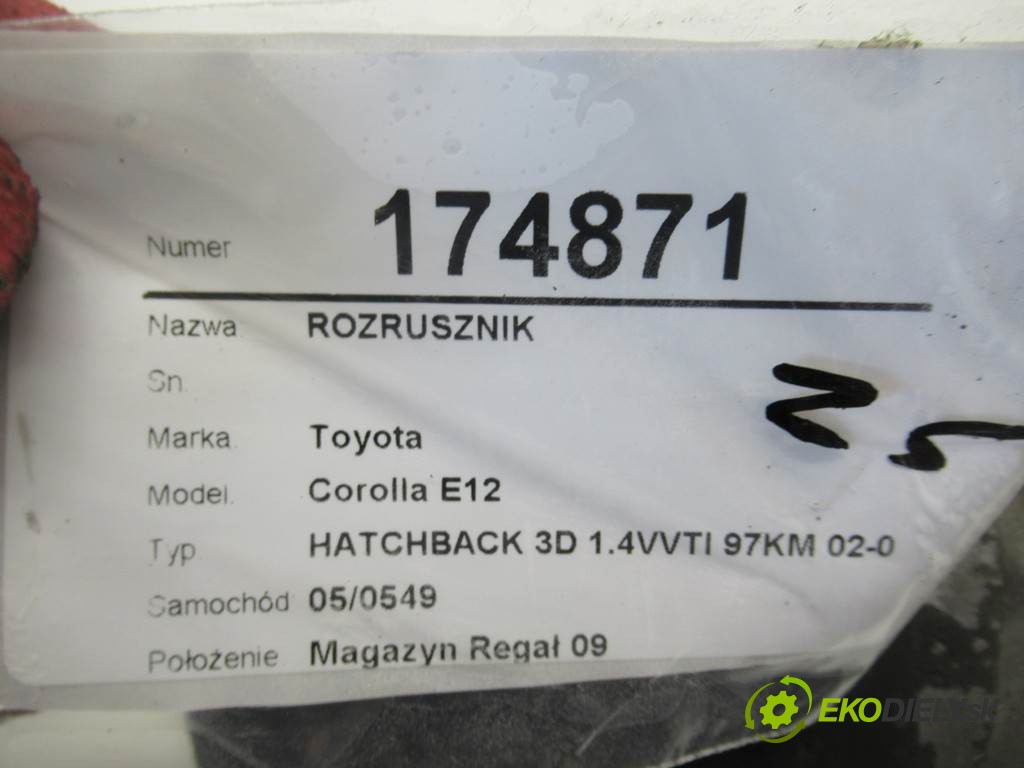 Numer 174871
Nazwa ROZRUSZNIK
Sn.
Marka. Toyota
Model. Corolla E12
Typ HATCHBACK 3D 1.4VVTI 97KM 02-0
Samochód 05/0549
Położenie Magazyn Regał 09